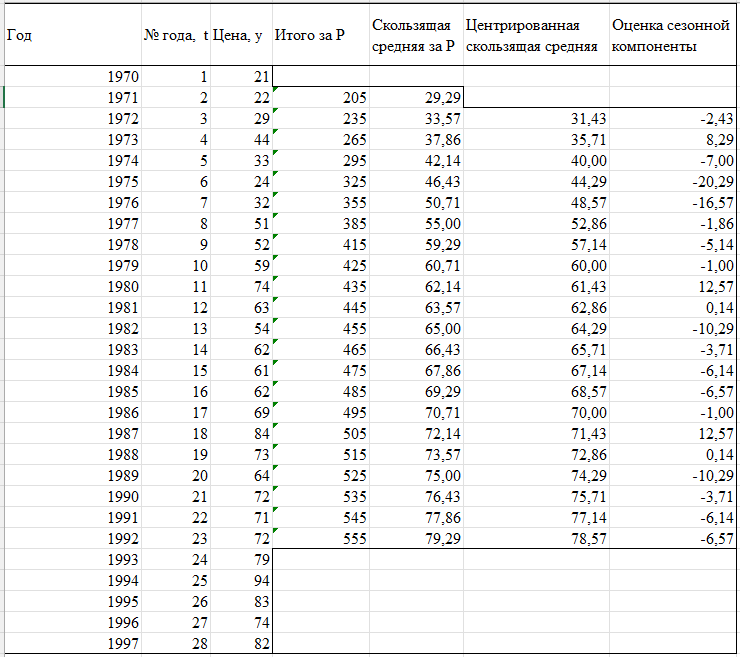 Год № года, t Цена, y Итого за P Скользящая средняя за P Центрированная скользящая средняя Оценка сезонной компоненты
1970 1 21
1971 2 22 205 29,29
1972 3 29 235 33,57 31,43 -2,43
1973 4 44 265 37,86 35,71 8,29
1974 5 33 295 42,14 40,00 -7,00
1975 6 24 325 46,43 44,29 -20,29
1976 7 32 355 50,71 48,57 -16,57
1977 8 51 385 55,00 52,86 -1,86
1978 9 52 415 59,29 57,14 -5,14
1979 10 59 425 60,71 60,00 -1,00
1980 11 74 435 62,14 61,43 12,57
1981 12 63 445 63,57 62,86 0,14
1982 13 54 455 65,00 64,29 -10,29
1983 14 62 465 66,43 65,71 -3,71
1984 15 61 475 67,86 67,14 -6,14
1985 16 62 485 69,29 68,57 -6,57
1986 17 69 495 70,71 70,00 -1,00
1987 18 84 505 72,14 71,43 12,57
1988 19 73 515 73,57 72,86 0,14
1989 20 64 525 75,00 74,29 -10,29
1990 21 72 535 76,43 75,71 -3,71
1991 22 71 545 77,86 77,14 -6,14
1992 23 72 555 79,29 78,57 -6,57
1993 24 79
1994 25 94
1995 26 83
1996 27 74
1997 28 82